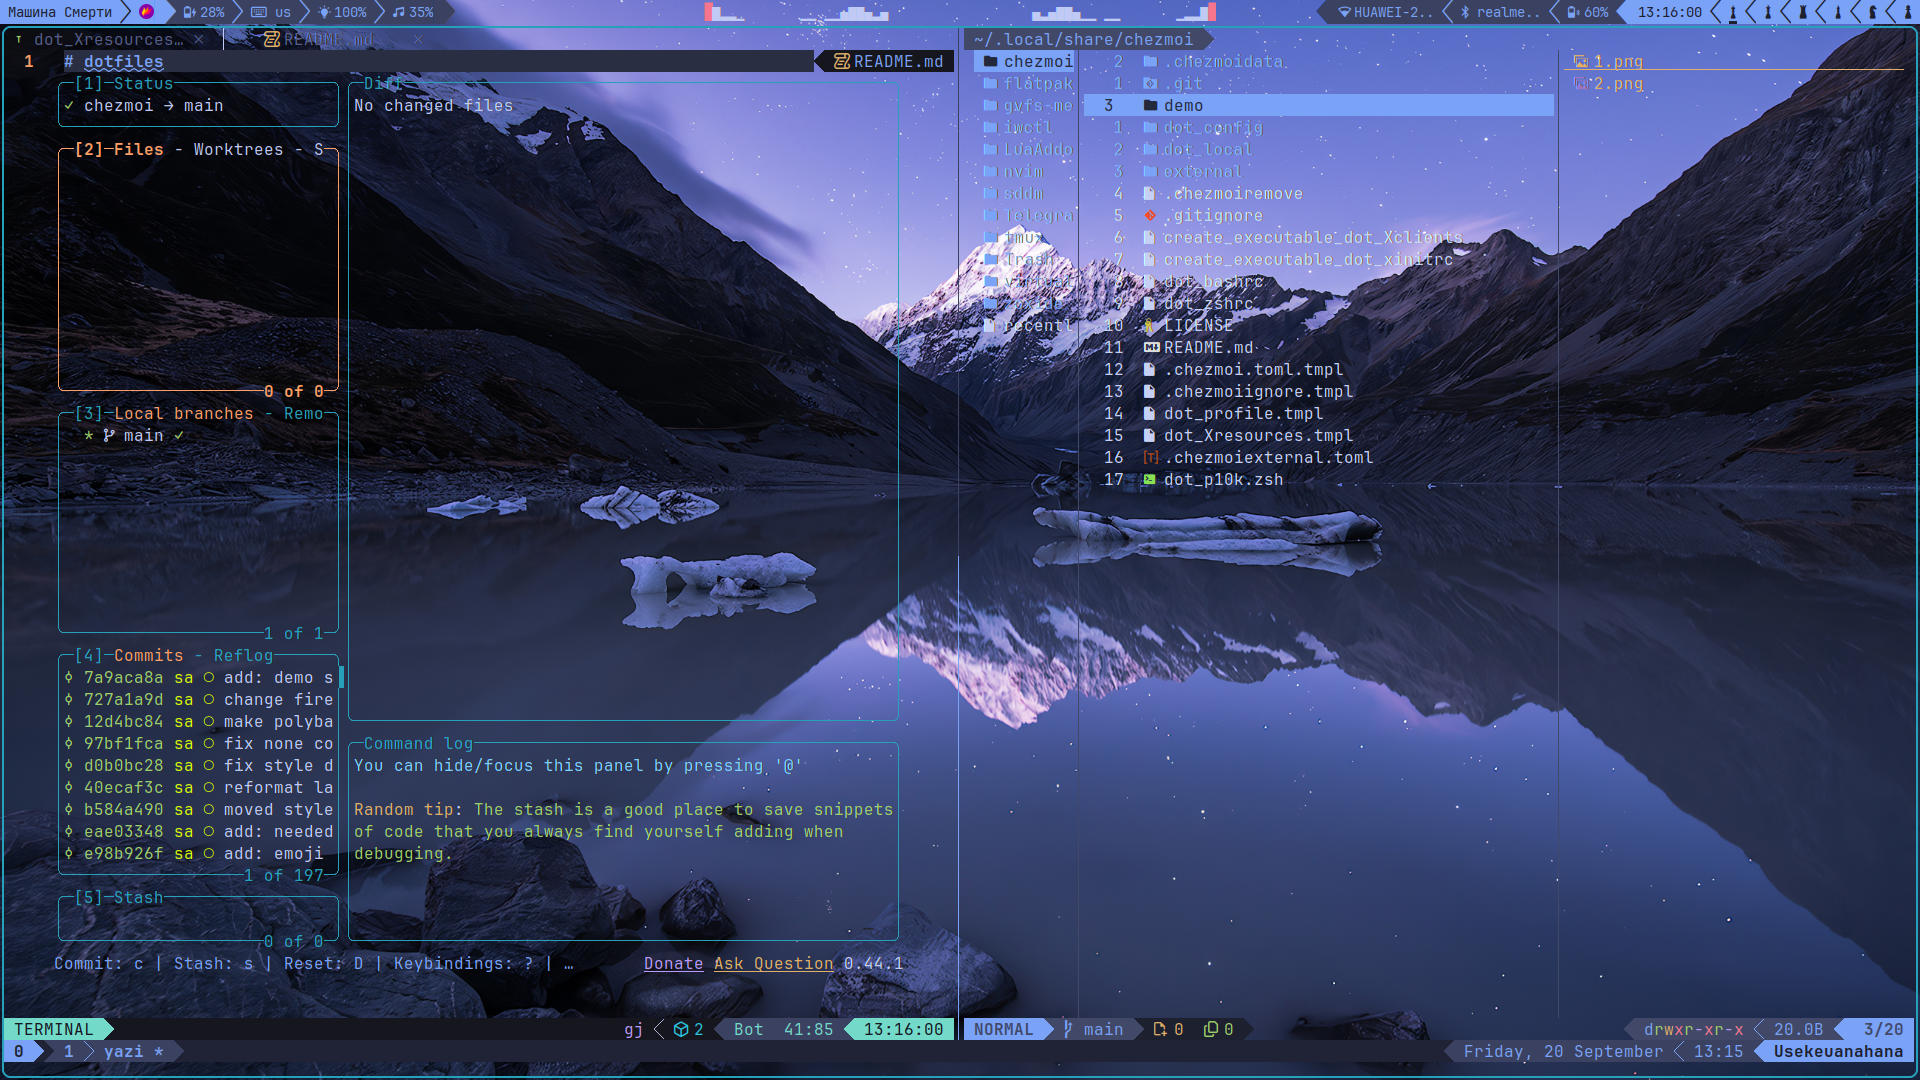 Машина Смерти 28% us 100% 35% HUAWEI-2.. realme.. 60% 13:16:00
dot_Xresources… × README.md ×
1 # dotfiles README.md
[1]─Status
✓ chezmoi → main
[2]─Files - Worktrees - S
0 of 0
[3]─Local branches - Remo
* main ✓
1 of 1
[4]─Commits - Reflog
7a9aca8a sa ○ add: demo s
727a1a9d sa ○ change fire
12d4bc84 sa ○ make polyba
97bf1fca sa ○ fix none co
d0b0bc28 sa ○ fix style d
40ecaf3c sa ○ reformat la
b584a490 sa ○ moved style
eae03348 sa ○ add: needed
e98b926f sa ○ add: emoji
1 of 197
[5]─Stash
0 of 0
Diff
No changed files
Command log
You can hide/focus this panel by pressing '@'
Random tip: The stash is a good place to save snippets
of code that you always find yourself adding when
debugging.
Commit: c | Stash: s | Reset: D | Keybindings: ? | … Donate Ask Question 0.44.1
TERMINAL gj 2 Bot 41:85 13:16:00
~/.local/share/chezmoi
chezmoi
flatpak
gvfs-me
iwctl
LuaAddo
nvim
sddm
Telegra
tmux
Trash
recentl
2 .chezmoidata
1 .git
3 demo
1 dot_config
2 dot_local
3 external
4 .chezmoiremove
5 .gitignore
6 create_executable_dot_Xclients
7 create_executable_dot_xinitrc
8 dot_bashrc
9 dot_zshrc
10 LICENSE
11 README.md
12 .chezmoi.toml.tmpl
13 .chezmoiignore.tmpl
14 dot_profile.tmpl
15 dot_Xresources.tmpl
16 .chezmoiexternal.toml
17 dot_p10k.zsh
1.png
2.png
NORMAL main 0 0 drwxr-xr-x 20.0B 3/20
0 1 yazi * Friday, 20 September 13:15 Usekeuanahana